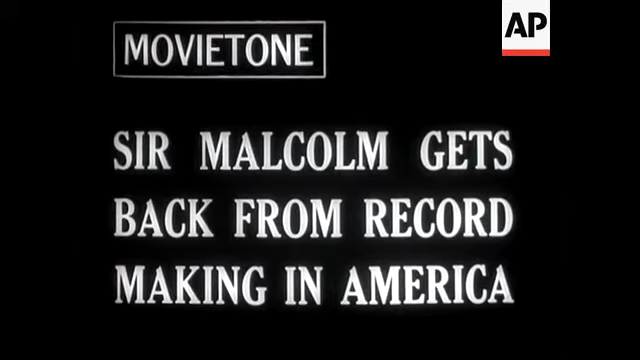 MOVIETONE
AP
SIR MALCOLM GETS
BACK FROM RECORD
MAKING IN AMERICA